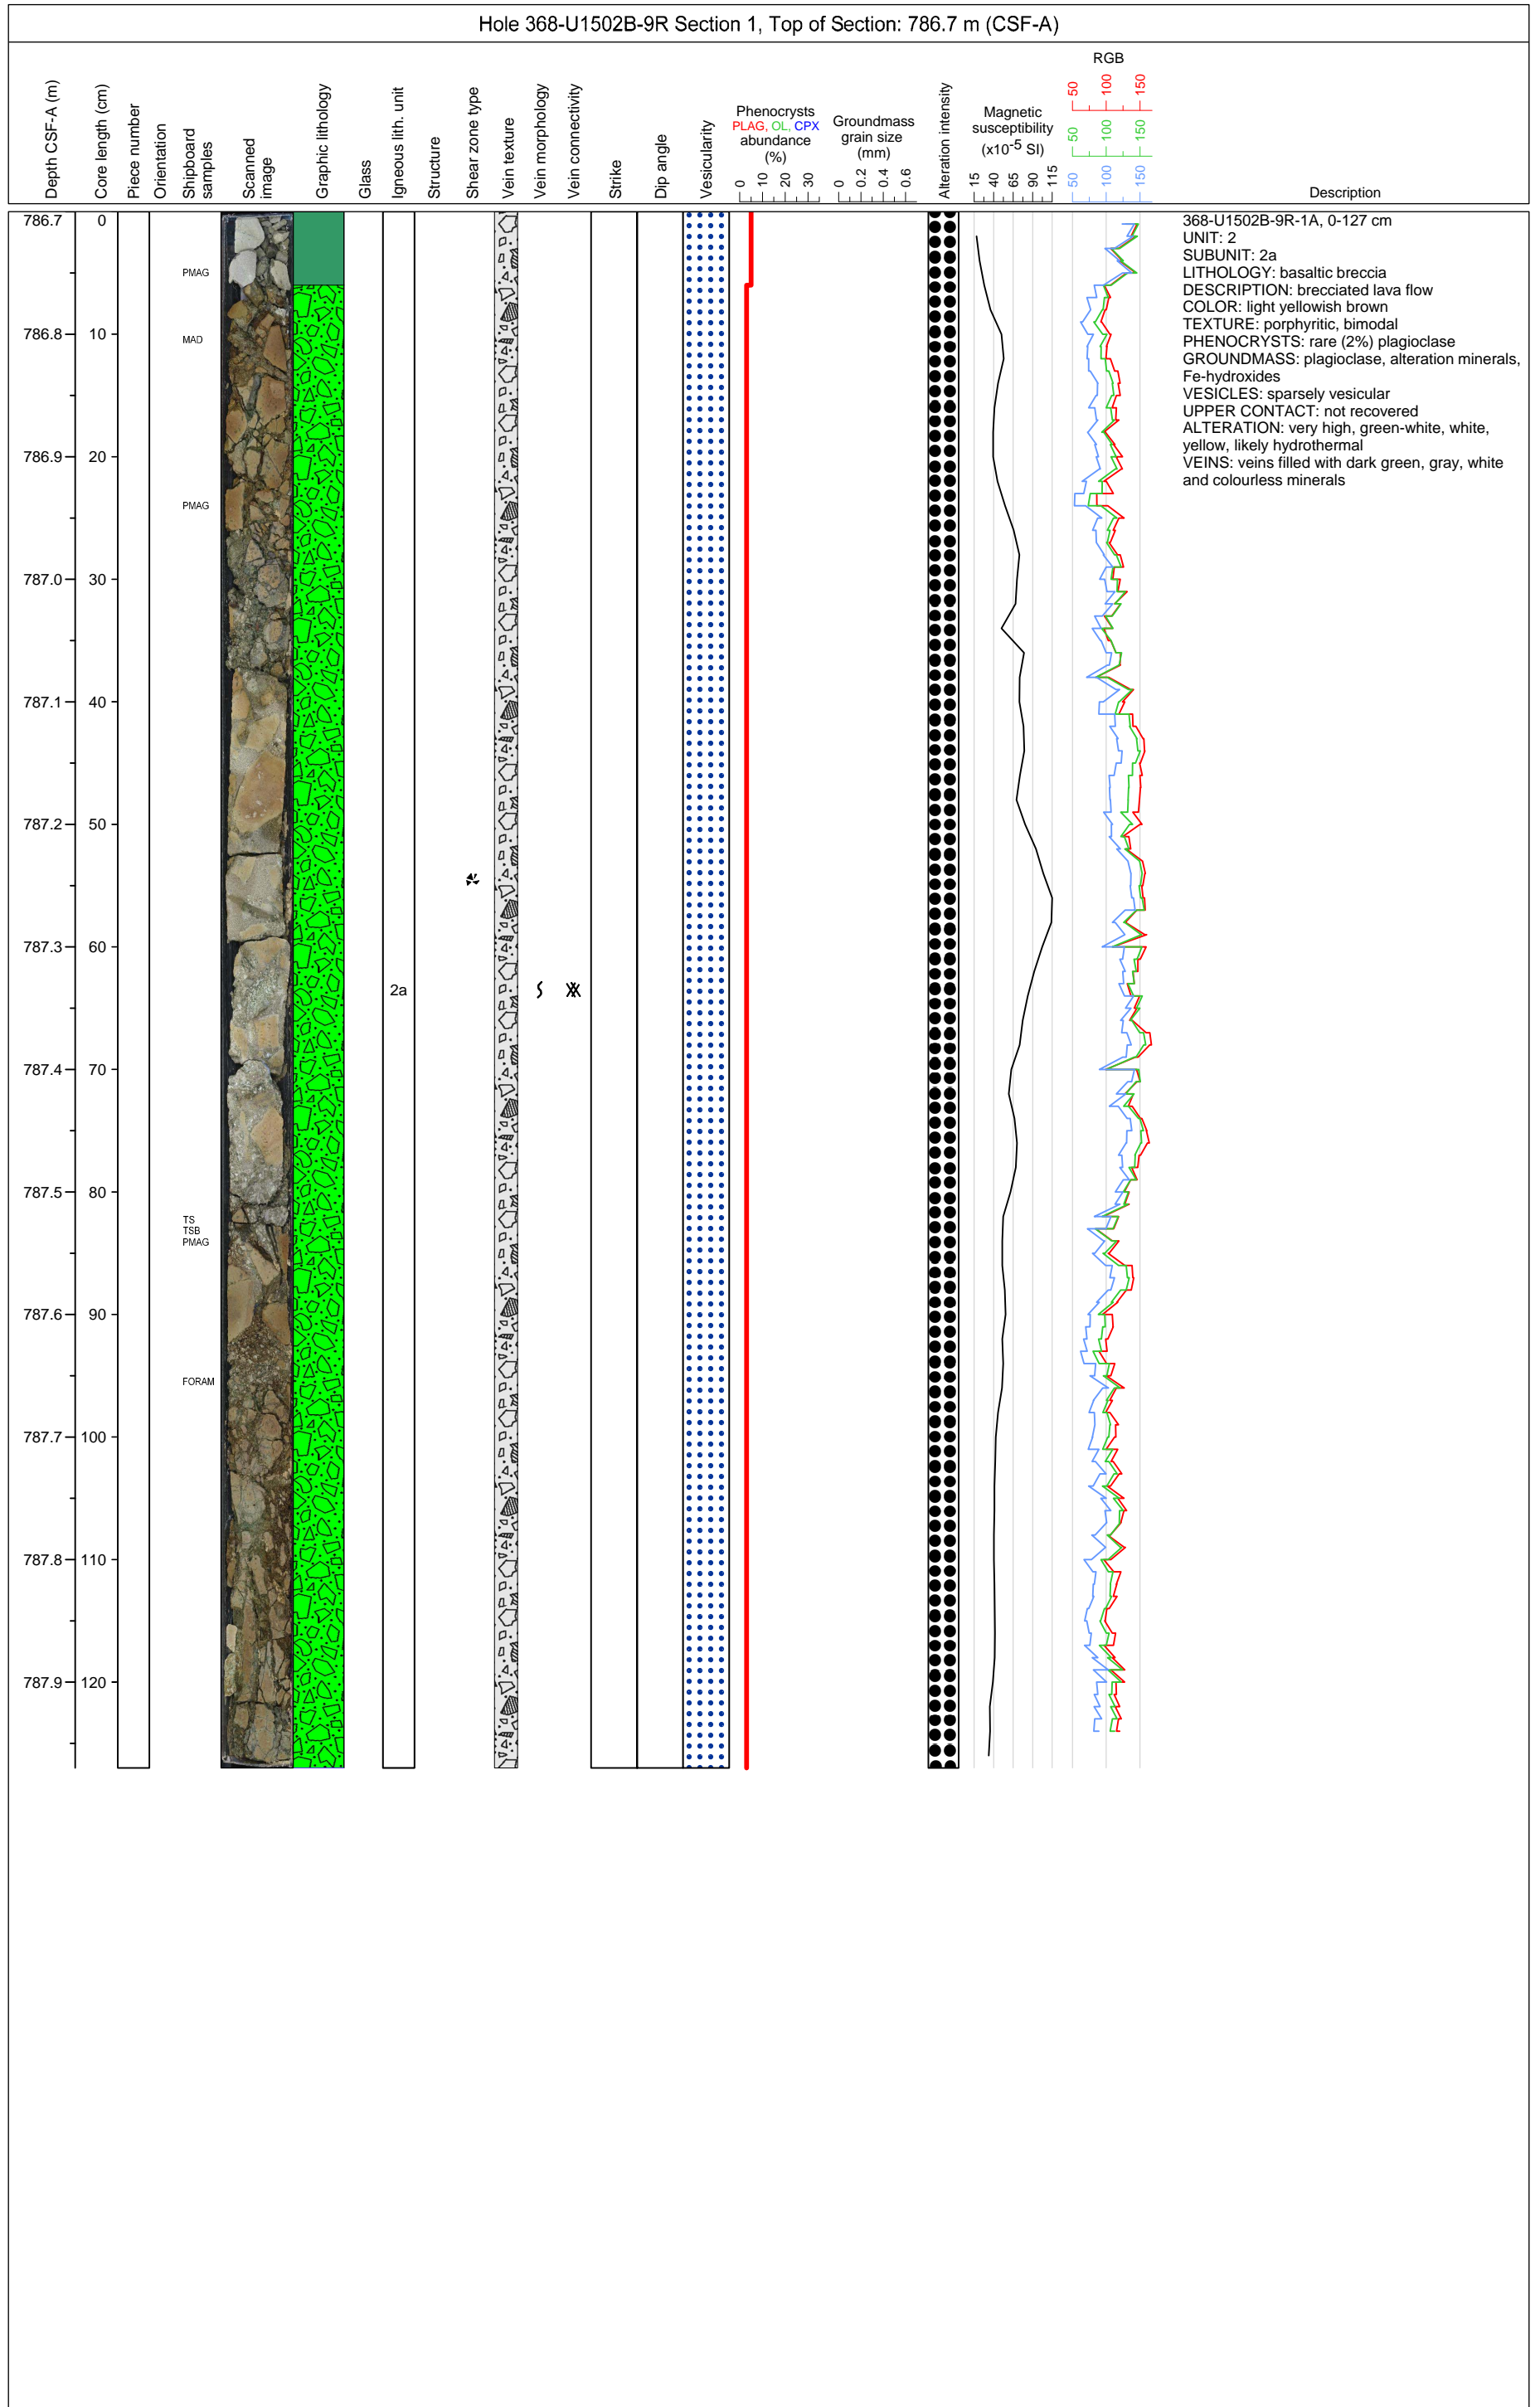 Hole 368-U1502B-9R Section 1, Top of Section: 786.7 m (CSF-A)
Depth CSF-A (m)
Core length (cm)
Piece number
Orientation
Shipboard
samples
Scanned
image
Graphic lithology
Glass
Igneous lith. unit
Structure
Shear zone type
Vein texture
Vein morphology
Vein connectivity
Strike
Dip angle
Vesicularity
Phenocrysts
PLAG, OL, CPX
abundance
(%)
0 10 20 30
Groundmass
grain size
(mm)
0 0.2 0.4 0.6
Alteration intensity
Magnetic
susceptibility
(x10-5 SI)
15 40 65 90 115
RGB
50 100 150
50 100 150
50 100 150
Description
786.7 0
PMAG
786.8 10
MAD
786.9 20
PMAG
787.0 30
787.1 40
787.2 50
787.3 60
2a
787.4 70
787.5 80
TS
TSB
PMAG
787.6 90
FORAM
787.7 100
787.8 110
787.9 120
368-U1502B-9R-1A, 0-127 cm
UNIT: 2
SUBUNIT: 2a
LITHOLOGY: basaltic breccia
DESCRIPTION: brecciated lava flow
COLOR: light yellowish brown
TEXTURE: porphyritic, bimodal
PHENOCRYSTS: rare (2%) plagioclase
GROUNDMASS: plagioclase, alteration minerals,
Fe-hydroxides
VESICLES: sparsely vesicular
UPPER CONTACT: not recovered
ALTERATION: very high, green-white, white,
yellow, likely hydrothermal
VEINS: veins filled with dark green, gray, white
and colourless minerals